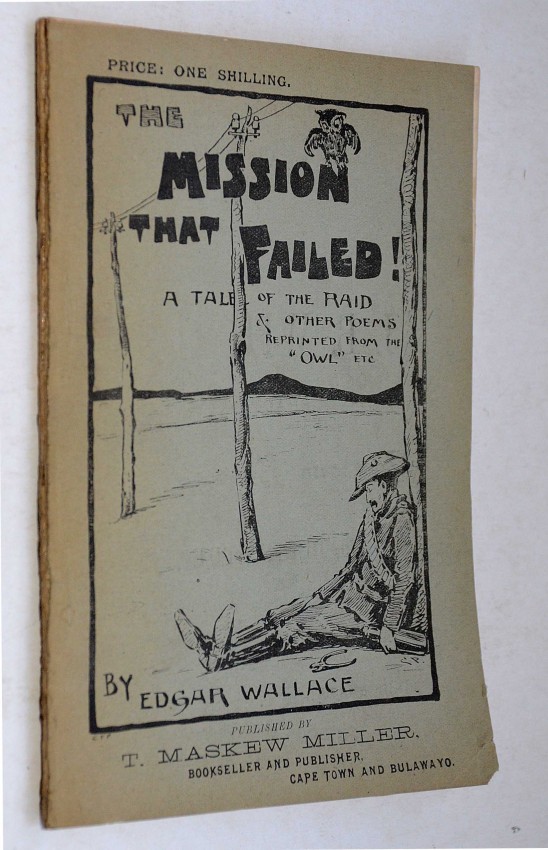 PRICE: ONE SHILLING.
THE
MISSION
THAT FAILED!
A TALE OF THE RAID
& OTHER POEMS
REPRINTED FROM THE
"OWL" ETC
BY EDGAR WALLACE
PUBLISHED BY
T. MASKEW MILLER.
BOOKSELLER AND PUBLISHER,
CAPE TOWN AND BULAWAYO.